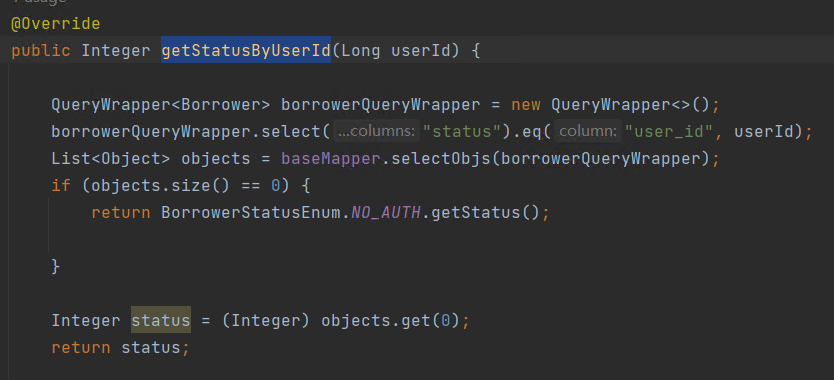 1 usage
@Override
public Integer getStatusByUserId(Long userId) {
QueryWrapper<Borrower> borrowerQueryWrapper = new QueryWrapper<>();
borrowerQueryWrapper.select( ...columns: "status").eq( column: "user_id", userId);
List<Object> objects = baseMapper.selectObjs(borrowerQueryWrapper);
if (objects.size() == 0) {
return BorrowerStatusEnum.NO_AUTH.getStatus();
}
Integer status = (Integer) objects.get(0);
return status;